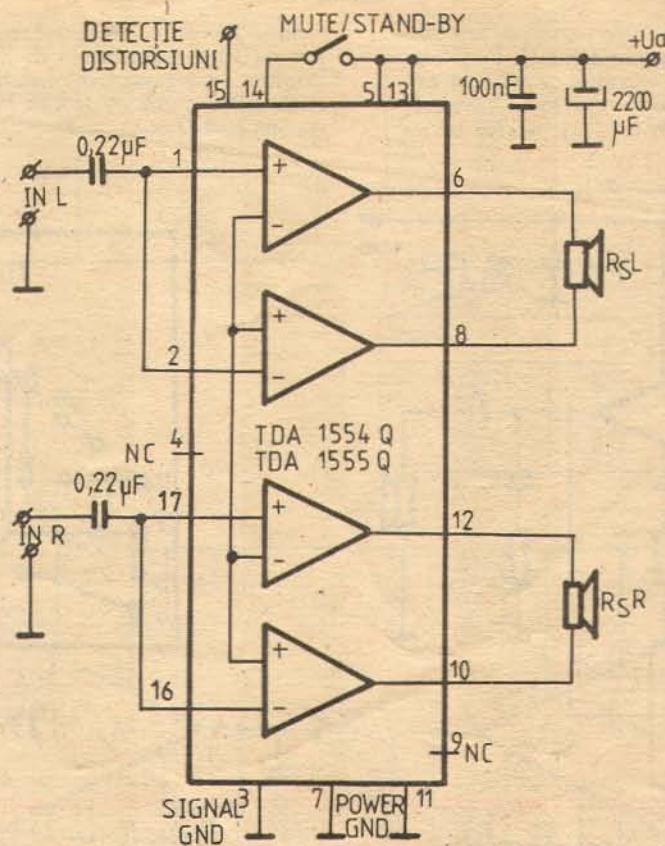 DETECȚIE
DISTORSIUNI
MUTE/STAND-BY
+Ua
15
14
5
13
100nF
2200
µF
0,22µF
1
+
6
IN L
-
RSL
+
8
2
-
4
NC
TDA 1554 Q
TDA 1555 Q
0,22µF
17
+
12
IN R
-
RSR
+
10
16
-
9
NC
SIGNAL
GND
3
7
POWER
GND
11